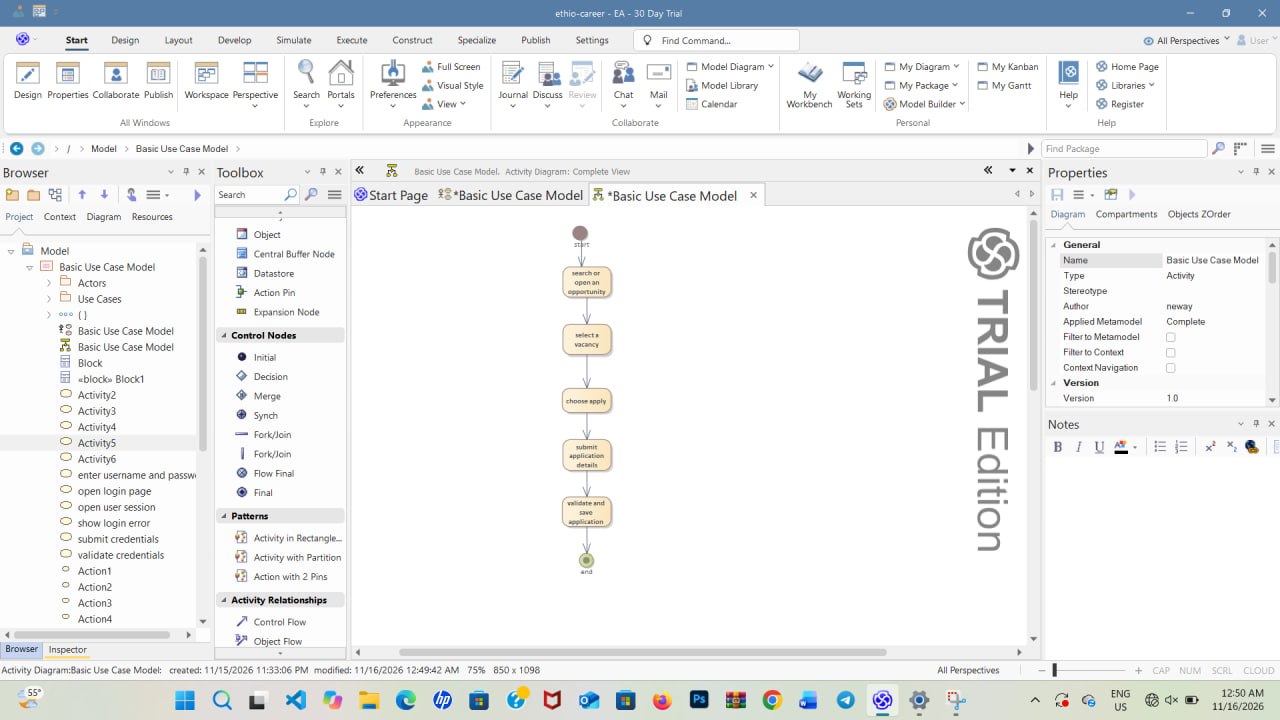 ethio-career - EA - 30 Day Trial
Start Design Layout Develop Simulate Execute Construct Specialize Publish Settings Find Command... All Perspectives User
Design Properties Collaborate Publish Workspace Perspective
All Windows
Search Portals
Explore
Preferences
Full Screen
Visual Style
View
Appearance
Journal Discuss Review Chat Mail
Model Diagram
Model Library
Calendar
Collaborate
My Workbench
Working Sets
My Diagram
My Package
Model Builder
My Kanban
My Gantt
Personal
Help
Home Page
Libraries
Register
Help
/ Model Basic Use Case Model
Find Package
Browser
Project Context Diagram Resources
Model
Basic Use Case Model
Actors
Use Cases
{ }
Basic Use Case Model
Basic Use Case Model
Block
«block» Block1
Activity2
Activity3
Activity4
Activity5
Activity6
enter username and passw
open login page
open user session
show login error
submit credentials
validate credentials
Action1
Action2
Action3
Action4
Browser Inspector
Toolbox
Search
Object
Central Buffer Node
Datastore
Action Pin
Expansion Node
Control Nodes
Initial
Decision
Merge
Synch
Fork/Join
Fork/Join
Flow Final
Final
Patterns
Activity in Rectangle...
Activity with Partition
Action with 2 Pins
Activity Relationships
Control Flow
Object Flow
Basic Use Case Model. Activity Diagram: Complete View
Start Page *Basic Use Case Model *Basic Use Case Model
start
search or
open an
opportunity
select a
vacancy
choose apply
submit
application
details
validate and
save
application
and
TRIAL Edition
Properties
Diagram Compartments Objects ZOrder
General
Name Basic Use Case Model
Type Activity
Stereotype
Author neway
Applied Metamodel Complete
Filter to Metamodel
Filter to Context
Context Navigation
Version
Version 1.0
Notes
B I U A
Activity Diagram:Basic Use Case Model: created: 11/15/2026 11:33:06 PM modified: 11/16/2026 12:49:42 AM 75% 850 x 1098
All Perspectives CAP NUM SCRL CLOUD
55°
ENG
US
12:50 AM
11/16/2026